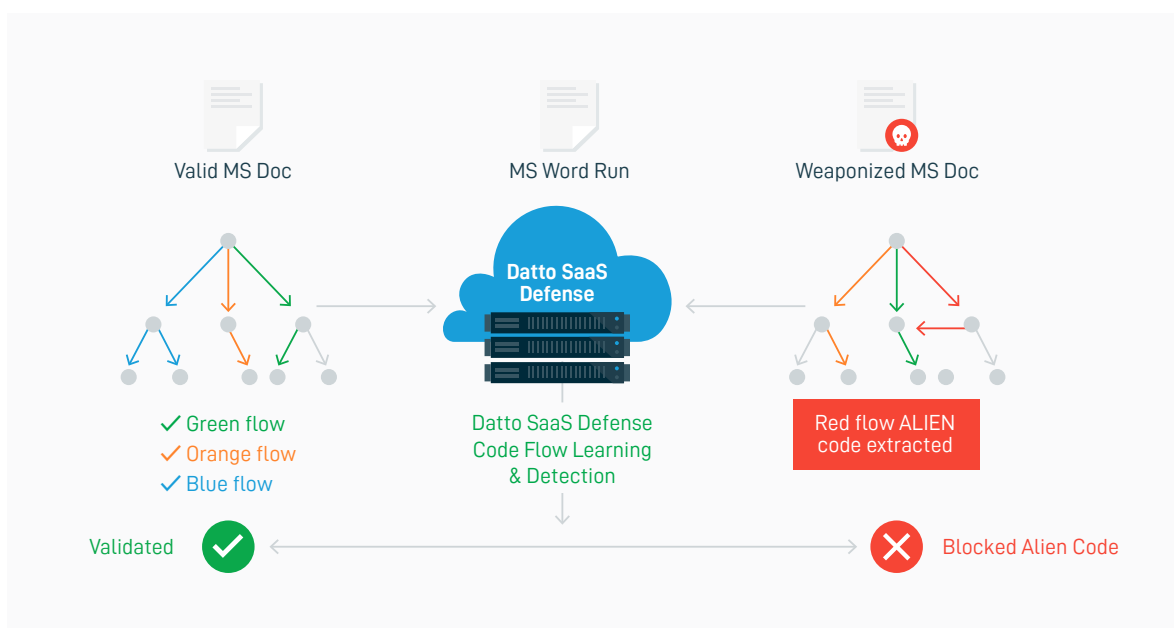 Valid MS Doc
MS Word Run
Weaponized MS Doc
Datto SaaS
Defense
Green flow
Orange flow
Blue flow
Datto SaaS Defense
Code Flow Learning
& Detection
Red flow ALIEN
code extracted
Validated
Blocked Alien Code